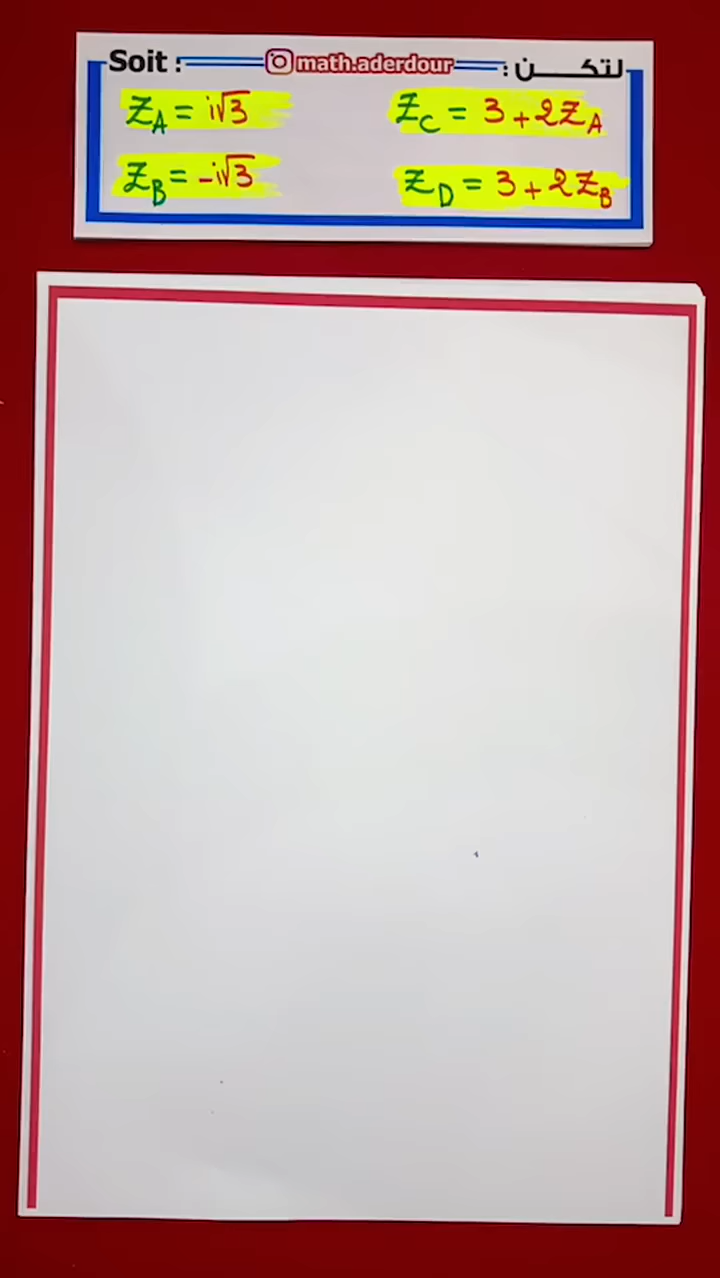 Soit : math.aderdour لتكن :
Z_A = i√3 Z_C = 3 + 2Z_A
Z_B = -i√3 Z_D = 3 + 2Z_B